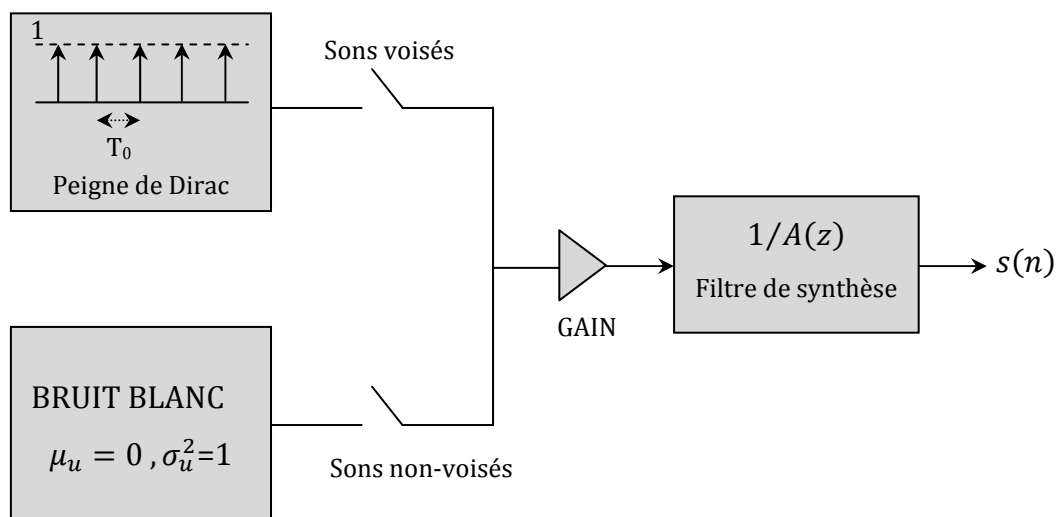 1
T₀
Peigne de Dirac
Sons voisés
1/A(z)
Filtre de synthèse
s(n)
GAIN
BRUIT BLANC
μᵤ = 0 , σᵤ²=1
Sons non-voisés